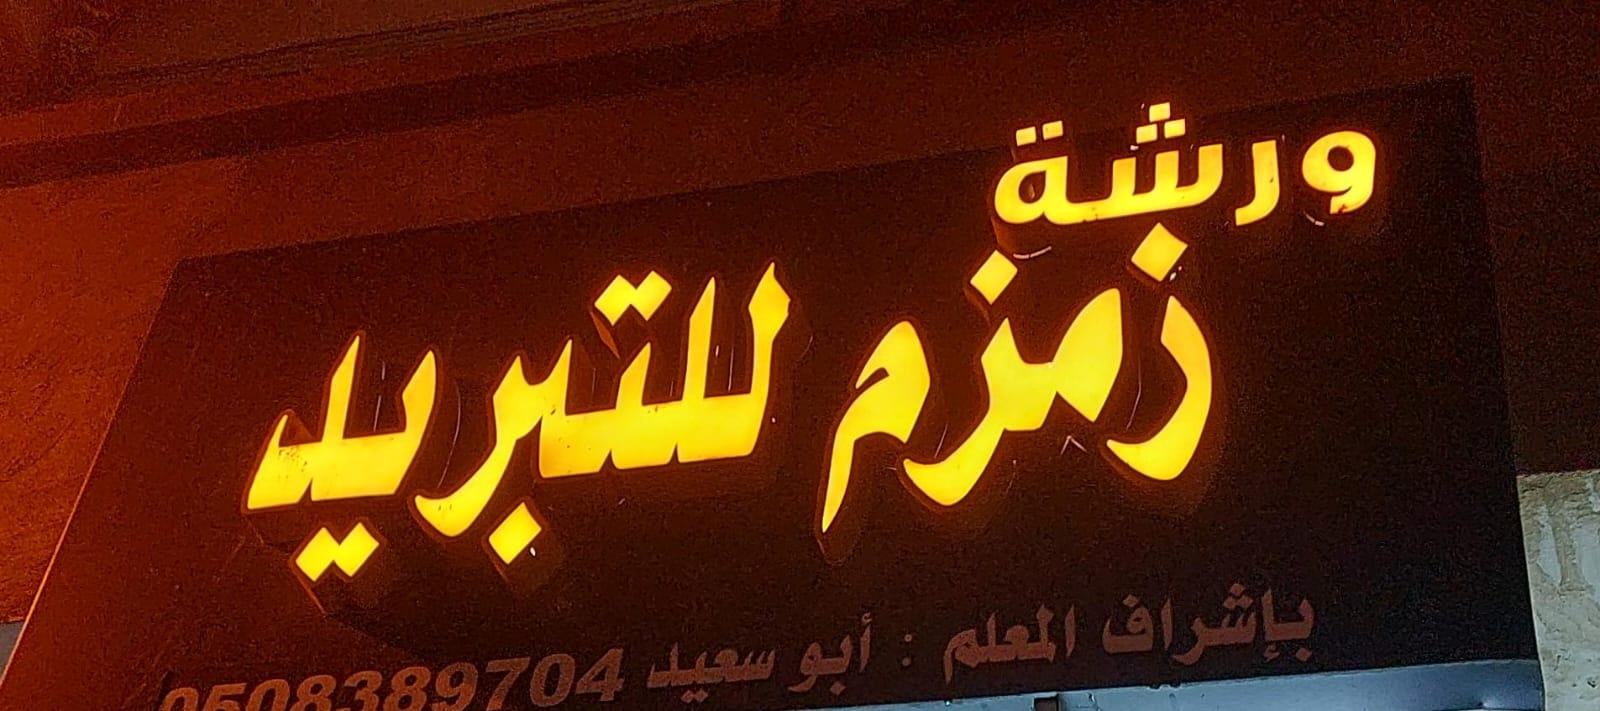 ورشة
زمزم للتبريد
بإشراف المعلم : أبو سعيد 0508389704